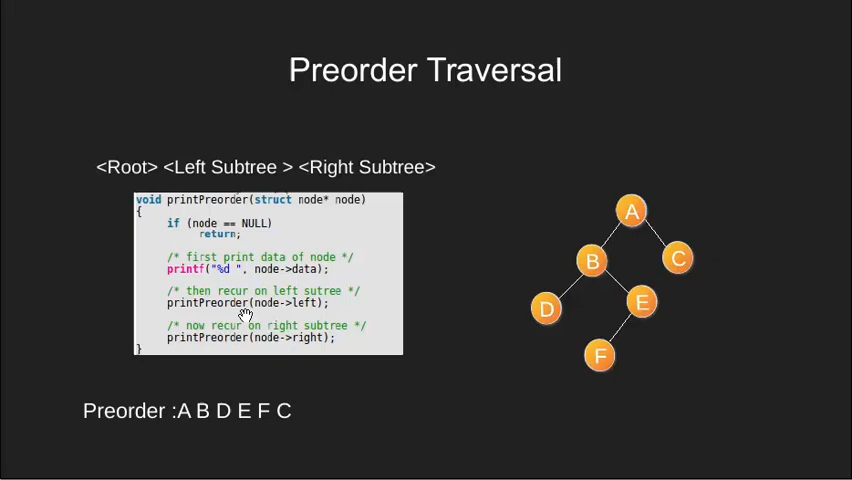 Preorder Traversal
<Root> <Left Subtree > <Right Subtree>
void printPreorder(struct node* node)
{
if (node == NULL)
return;
/* first print data of node */
printf("%d ", node->data);
/* then recur on left sutree */
printPreorder(node->left);
/* now recur on right subtree */
printPreorder(node->right);
}
A
B
C
D
E
F
Preorder :A B D E F C